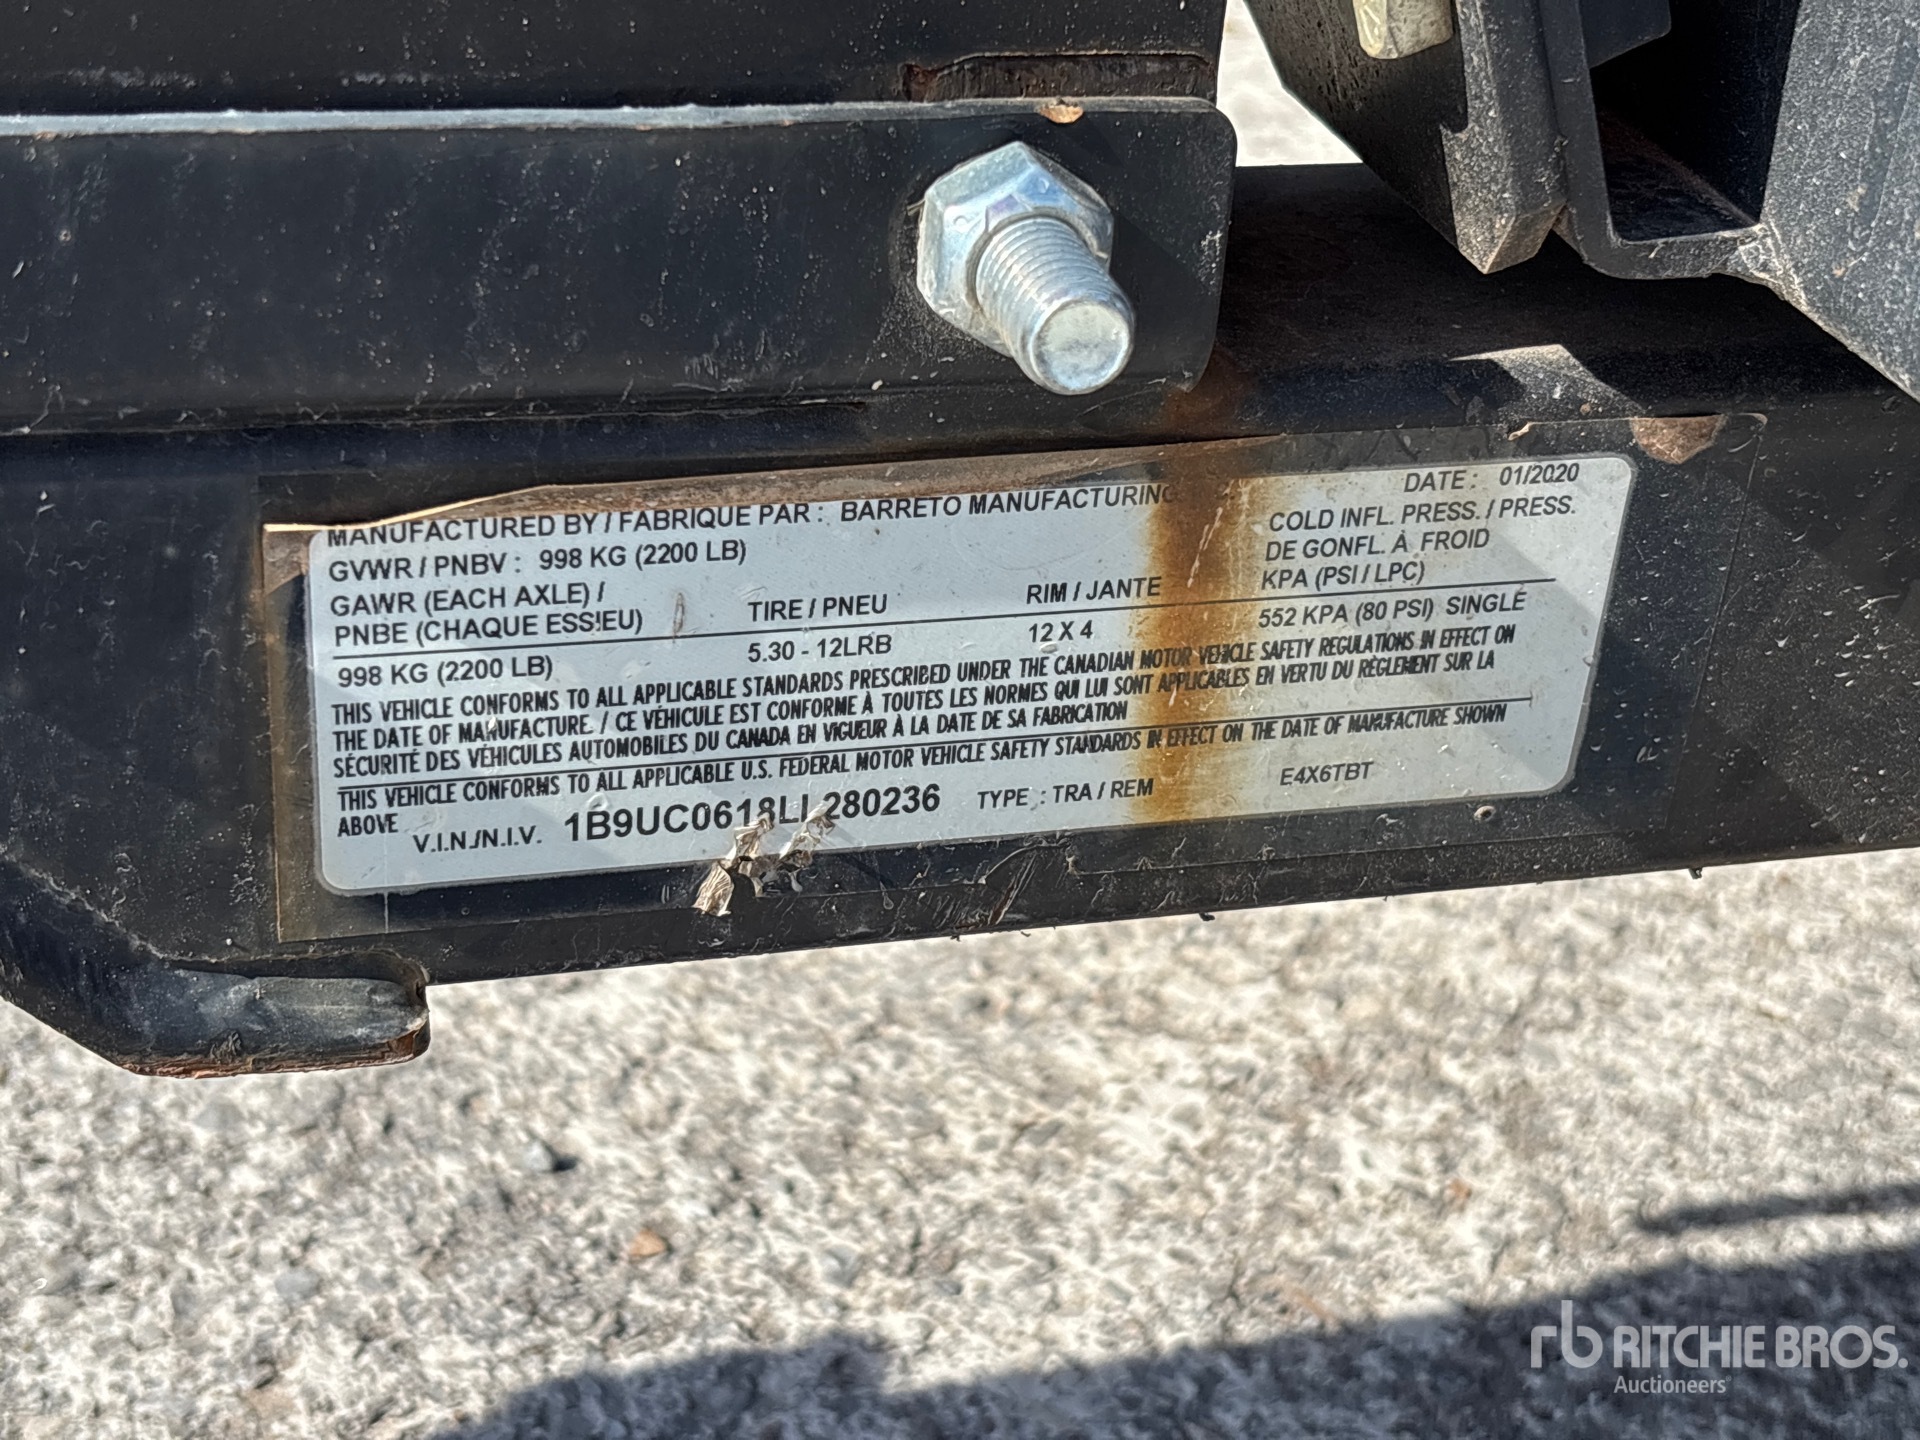 MANUFACTURED BY / FABRIQUE PAR : BARRETO MANUFACTURING
DATE : 01/2020
GVWR / PNBV : 998 KG (2200 LB)
COLD INFL. PRESS. / PRESS.
DE GONFL. À FROID
KPA (PSI / LPC)
GAWR (EACH AXLE) /
PNBE (CHAQUE ESSIEU)
TIRE / PNEU
RIM / JANTE
998 KG (2200 LB)
5.30 - 12LRB
12 X 4
552 KPA (80 PSI) SINGLE
THIS VEHICLE CONFORMS TO ALL APPLICABLE STANDARDS PRESCRIBED UNDER THE CANADIAN MOTOR VEHICLE SAFETY REGULATIONS IN EFFECT ON
THE DATE OF MANUFACTURE. / CE VÉHICULE EST CONFORME À TOUTES LES NORMES QUI LUI SONT APPLICABLES EN VERTU DU RÈGLEMENT SUR LA
SÉCURITÉ DES VÉHICULES AUTOMOBILES DU CANADA EN VIGUEUR À LA DATE DE SA FABRICATION
THIS VEHICLE CONFORMS TO ALL APPLICABLE U.S. FEDERAL MOTOR VEHICLE SAFETY STANDARDS IN EFFECT ON THE DATE OF MANUFACTURE SHOWN
ABOVE
V.I.N./N.I.V. 1B9UC0618LL280236 TYPE : TRA / REM E4X6TBT
rb RITCHIE BROS.
Auctioneers